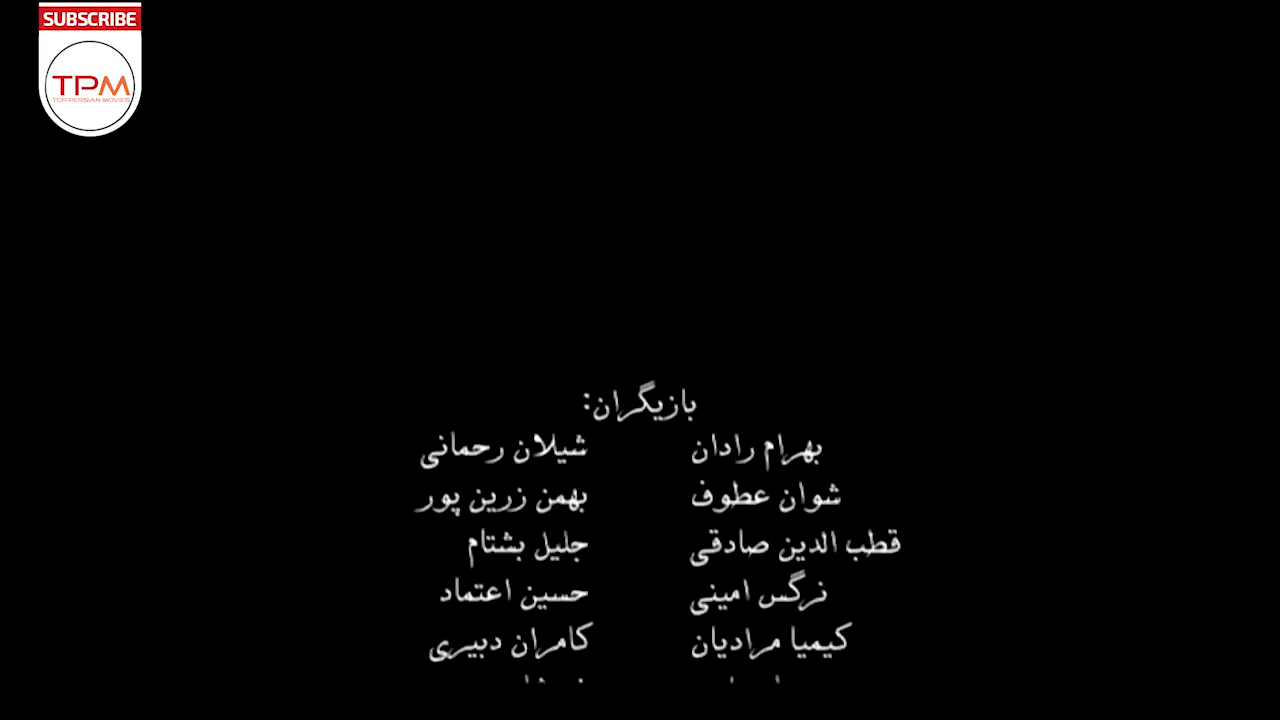 SUBSCRIBE
TPM
TOP PERSIAN MOVIES
بازیگران:
بهرام رادان شیلان رحمانی
شوان عطوف بهمن زرین پور
قطب الدین صادقی جلیل بشتام
نرگس امینی حسین اعتماد
کیمیا مرادیان کامران دبیری